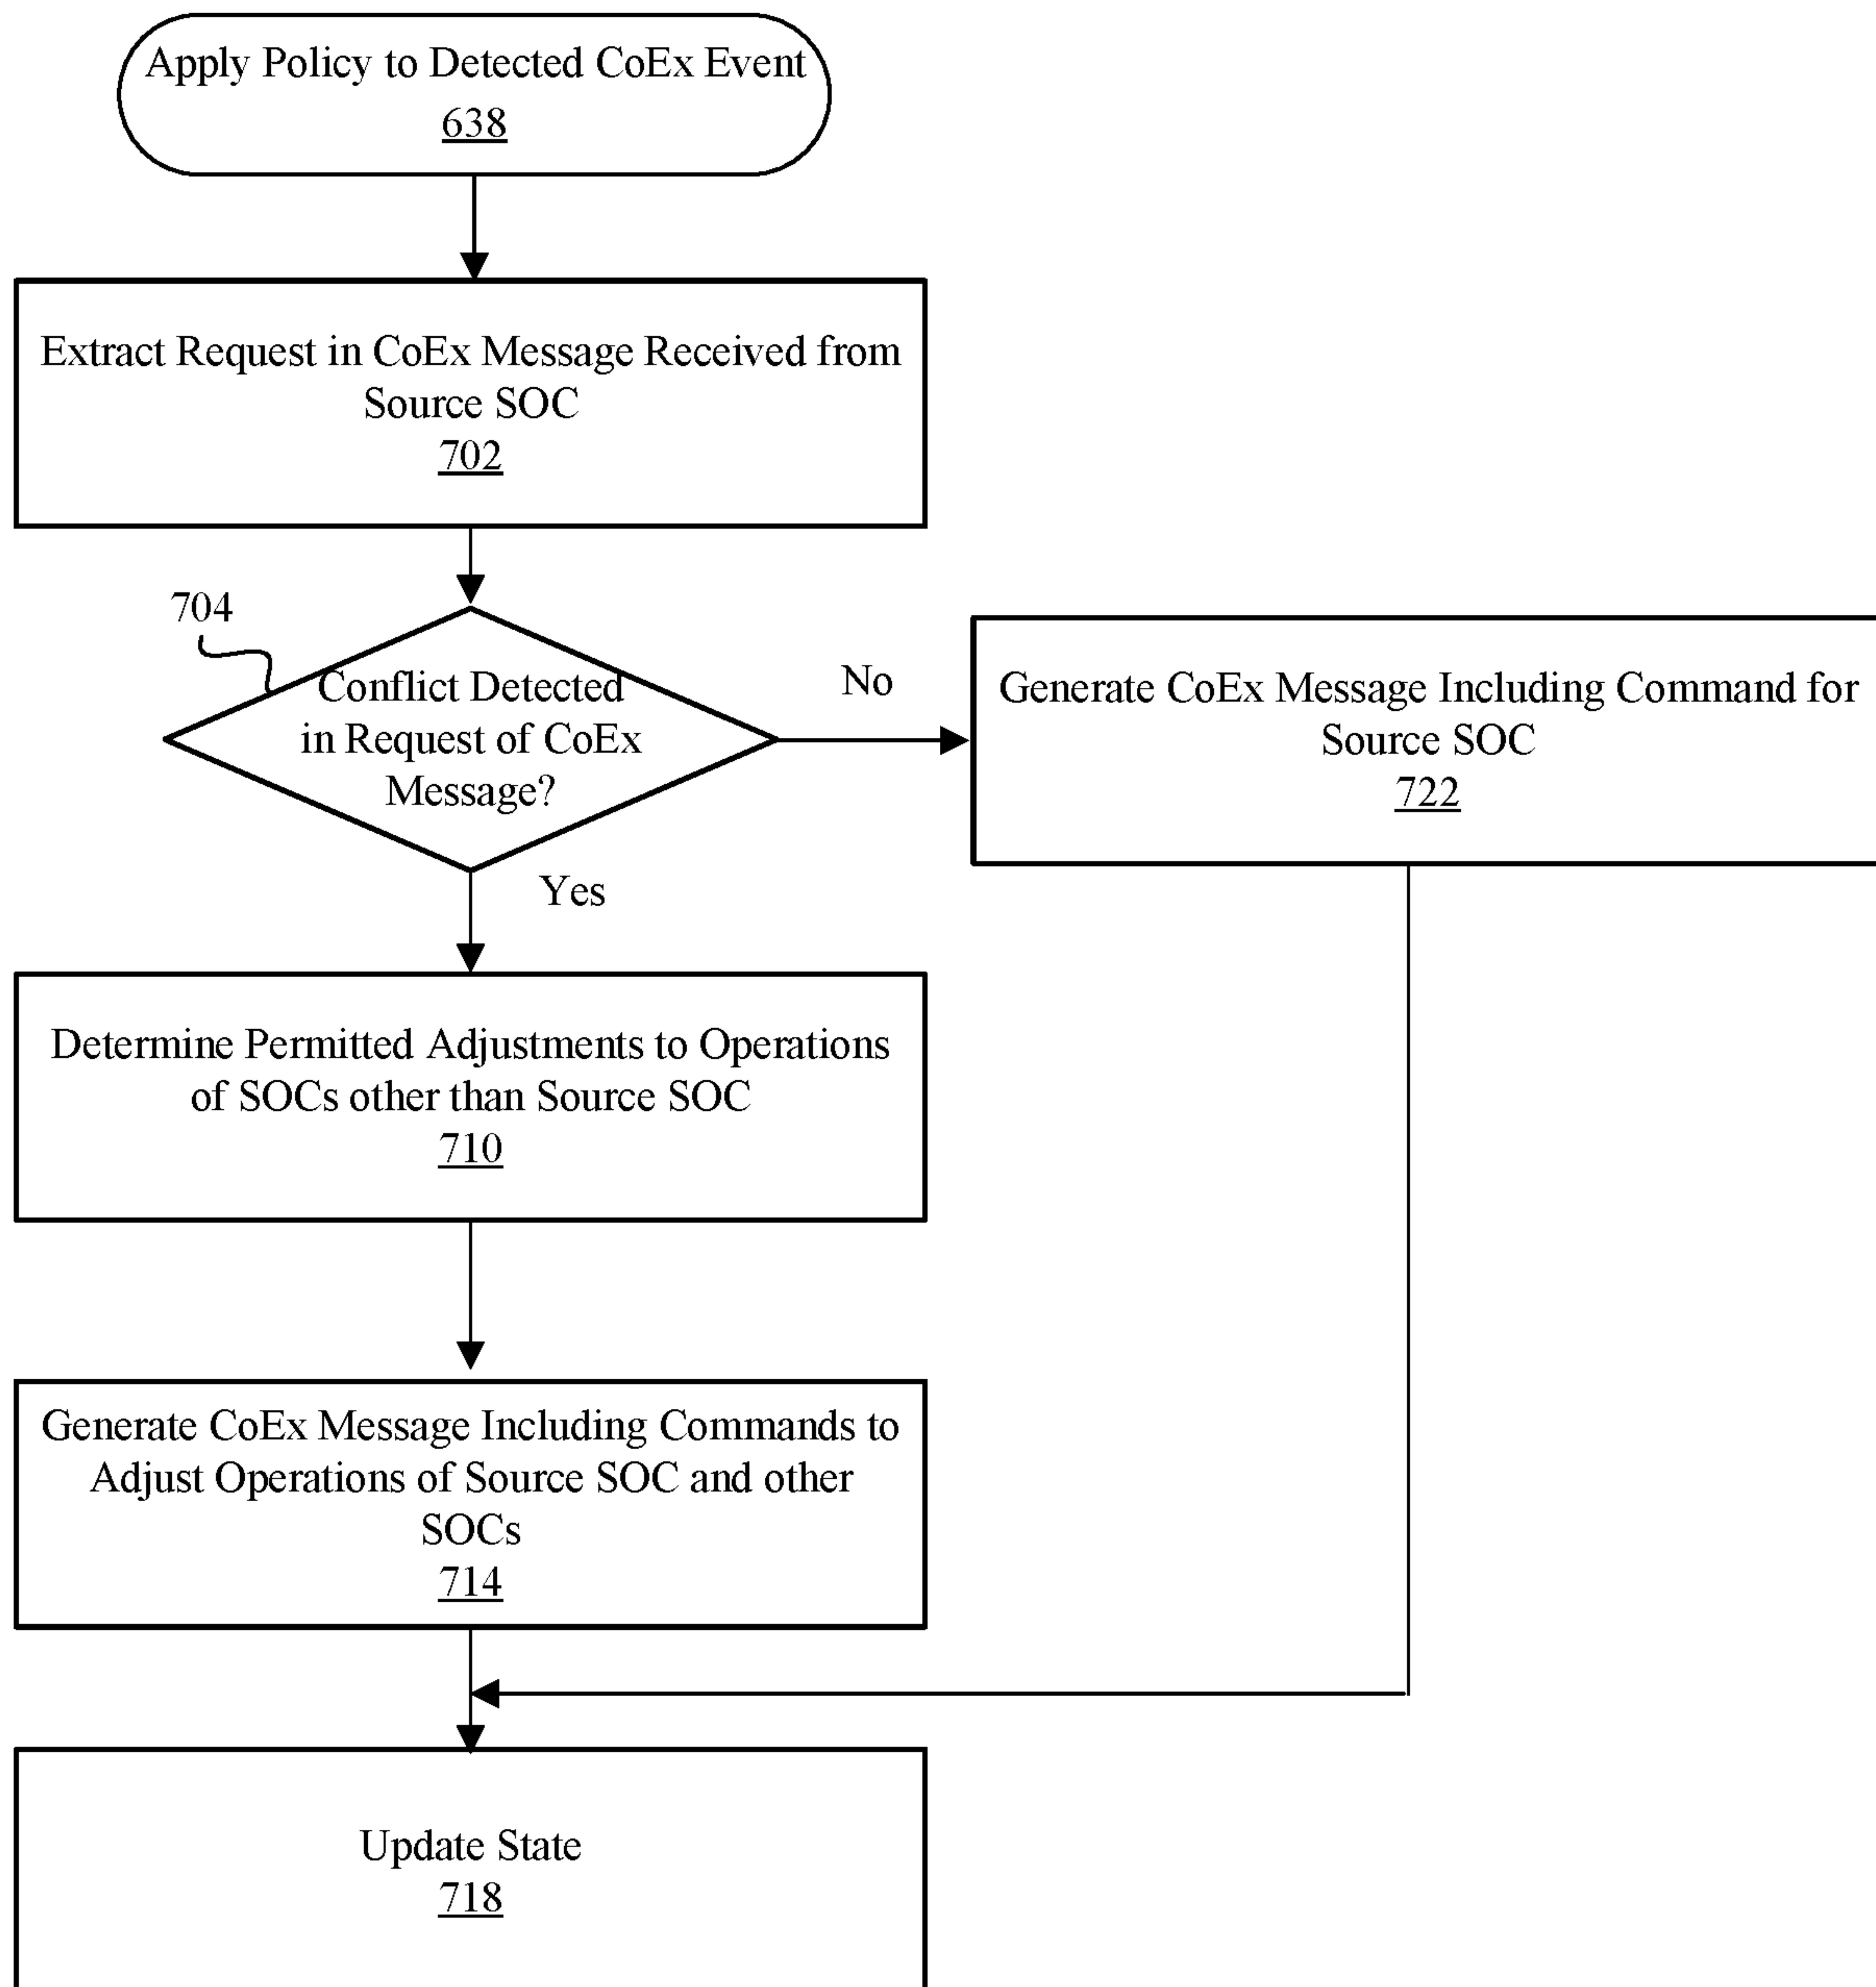 Apply Policy to Detected CoEx Event
638
Extract Request in CoEx Message Received from
Source SOC
702
704
Conflict Detected
in Request of CoEx
Message?
No
Generate CoEx Message Including Command for
Source SOC
722
Yes
Determine Permitted Adjustments to Operations
of SOCs other than Source SOC
710
Generate CoEx Message Including Commands to
Adjust Operations of Source SOC and other
SOCs
714
Update State
718